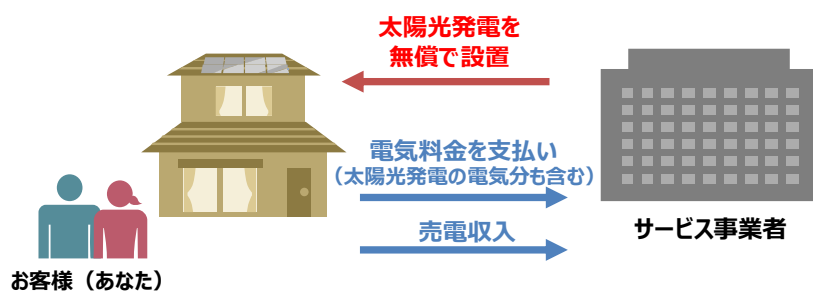 太陽光発電を
無償で設置
電気料金を支払い
（太陽光発電の電気分も含む）
売電収入
サービス事業者
お客様（あなた）